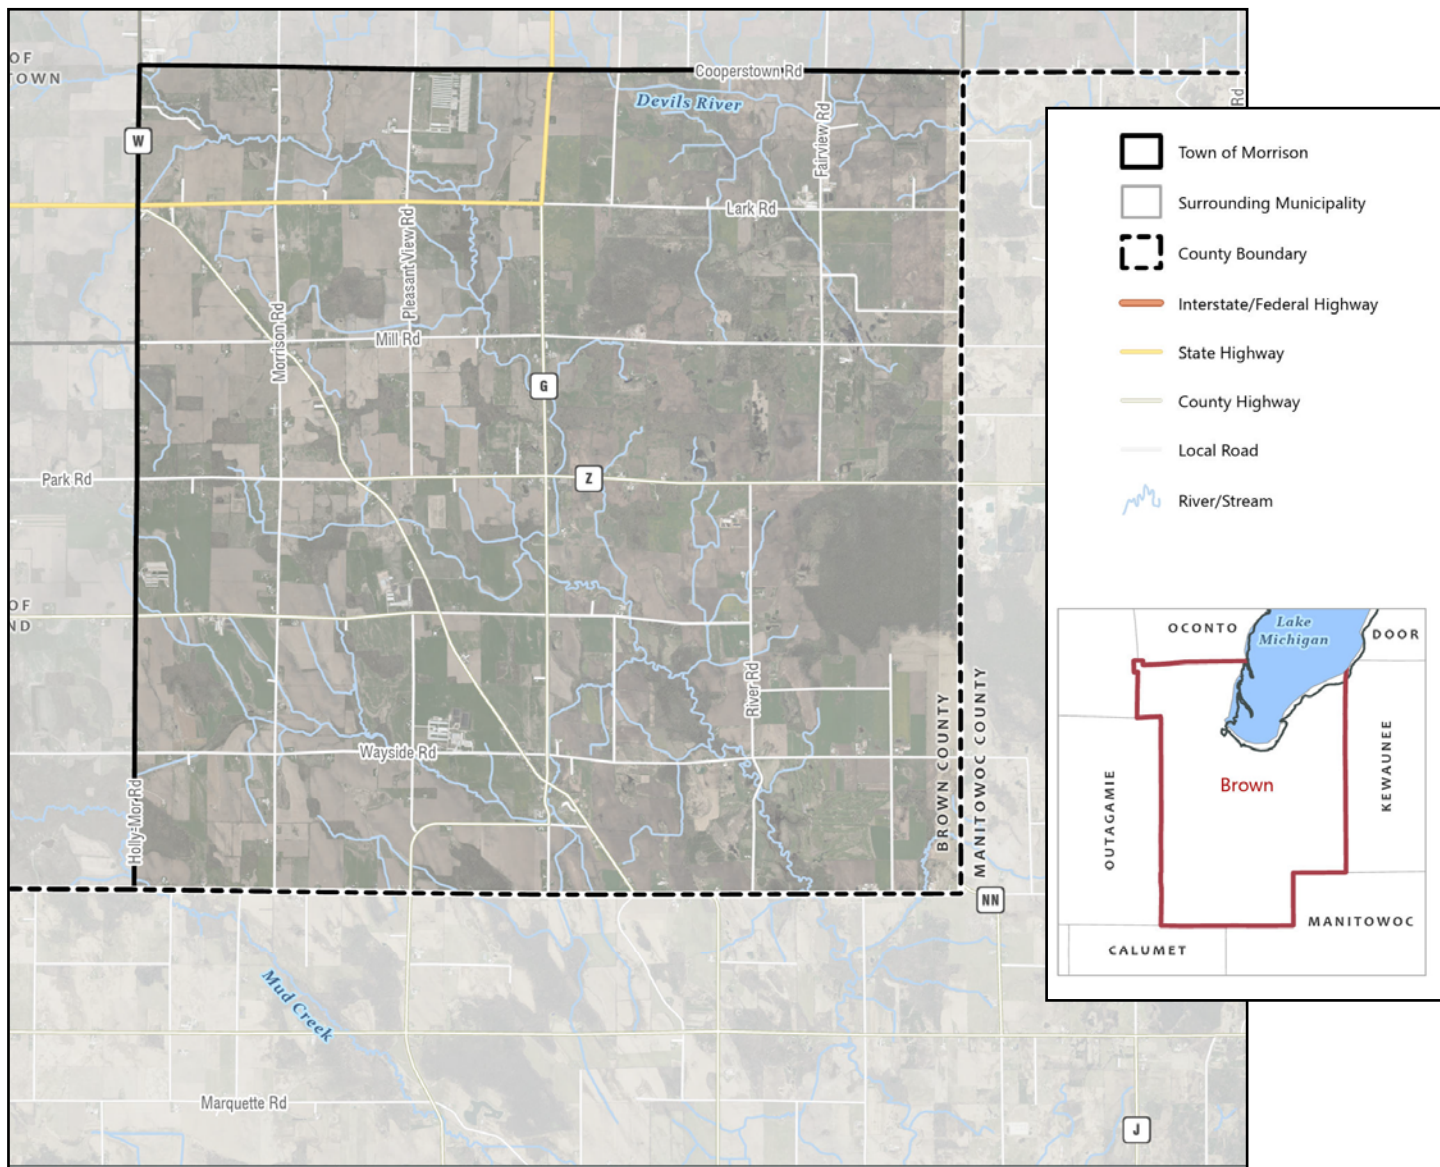 OF
TOWN
Cooperstown Rd
Devils River
Fairview Rd
Rd
W
Lark Rd
Pleasant View Rd
Morrison Rd
Mill Rd
G
Park Rd
Z
OF
ND
River Rd
Wayside Rd
Holly-Mor Rd
BROWN COUNTY
MANITOWOC COUNTY
NN
Mud Creek
Marquette Rd
J
Town of Morrison
Surrounding Municipality
County Boundary
Interstate/Federal Highway
State Highway
County Highway
Local Road
River/Stream
OCONTO
Lake
Michigan
DOOR
OUTAGAMIE
Brown
KEWAUNEE
MANITOWOC
CALUMET